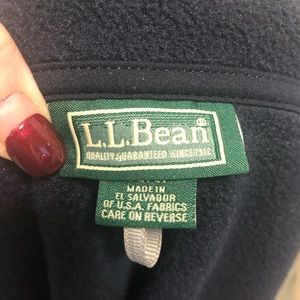 L.L.Bean®
QUALITY GUARANTEED SINCE 1912
MADE IN
EL SALVADOR
OF U.S.A. FABRICS
CARE ON REVERSE